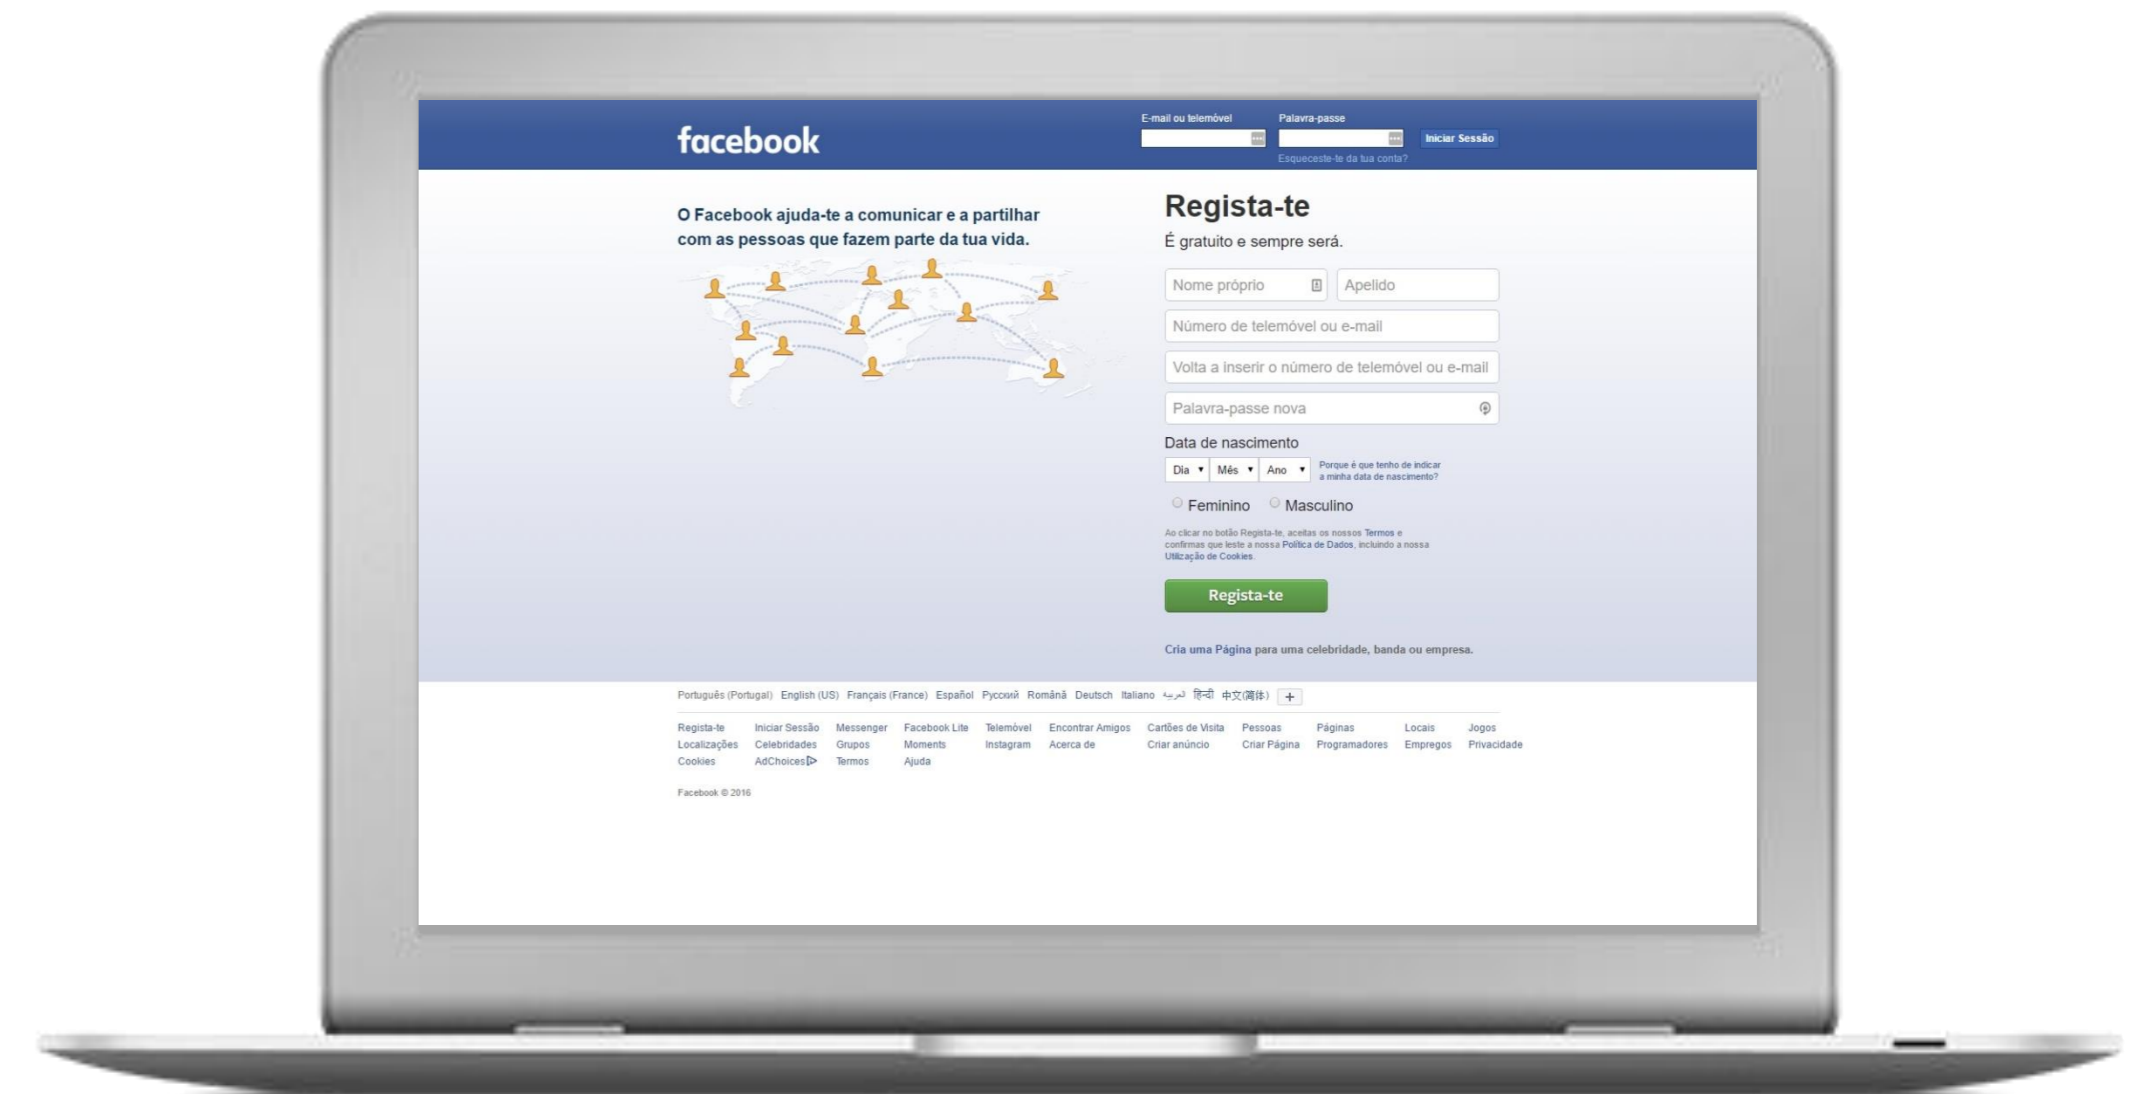 facebook
E-mail ou telemóvel
Palavra-passe
Iniciar Sessão
Esqueceste-te da tua conta?
O Facebook ajuda-te a comunicar e a partilhar
com as pessoas que fazem parte da tua vida.
Regista-te
É gratuito e sempre será.
Nome próprio
Apelido
Número de telemóvel ou e-mail
Volta a inserir o número de telemóvel ou e-mail
Palavra-passe nova
Data de nascimento
Dia Mês Ano
Porque é que tenho de indicar
a minha data de nascimento?
Feminino Masculino
Ao clicar no botão Regista-te, aceitas os nossos Termos e
confirmas que leste a nossa Política de Dados, incluindo a nossa
Utilização de Cookies.
Regista-te
Cria uma Página para uma celebridade, banda ou empresa.
Português (Portugal) English (US) Français (France) Español Русский Română Deutsch Italiano العربية हिन्दी 中文(简体) +
Regista-te Iniciar Sessão Messenger Facebook Lite Telemóvel Encontrar Amigos Cartões de Visita Pessoas Páginas Locais Jogos
Localizações Celebridades Grupos Moments Instagram Acerca de Criar anúncio Criar Página Programadores Empregos Privacidade
Cookies AdChoices Termos Ajuda
Facebook © 2016